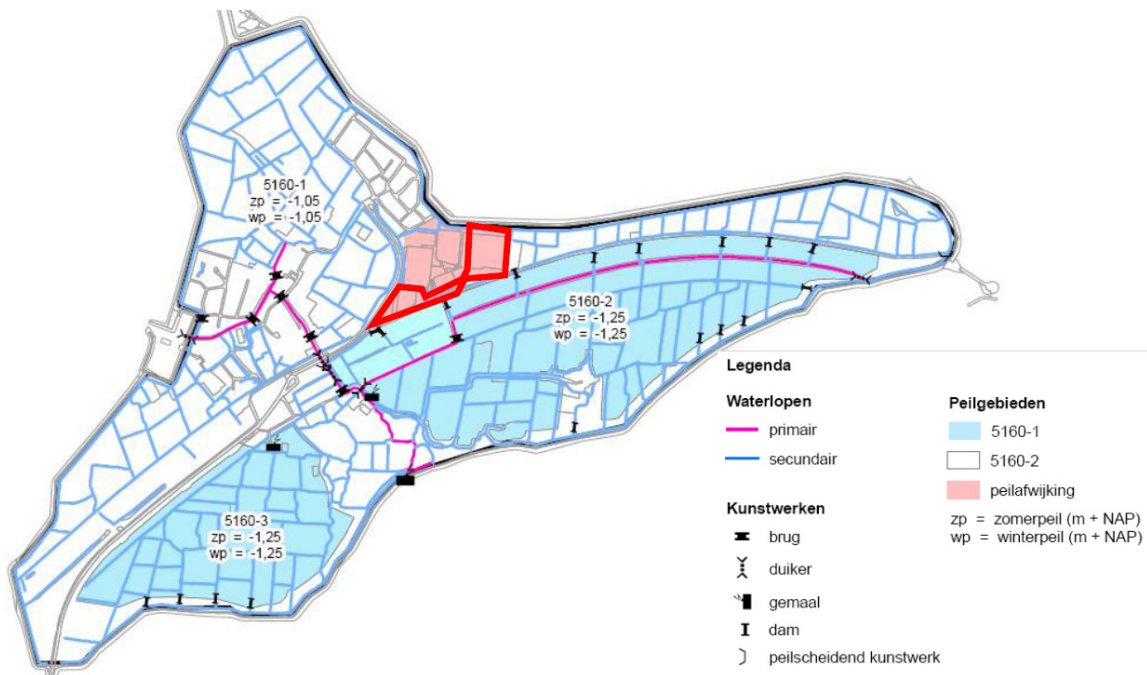 5160-1
zp = -1,05
wp = -1,05
5160-2
zp = -1,25
wp = -1,25
5160-3
zp = -1,25
wp = -1,25
Legenda
Waterlopen
primair
secundair
Kunstwerken
brug
duiker
gemaal
dam
peilscheidend kunstwerk
Peilgebieden
5160-1
5160-2
peilafwijking
zp = zomerpeil (m + NAP)
wp = winterpeil (m + NAP)